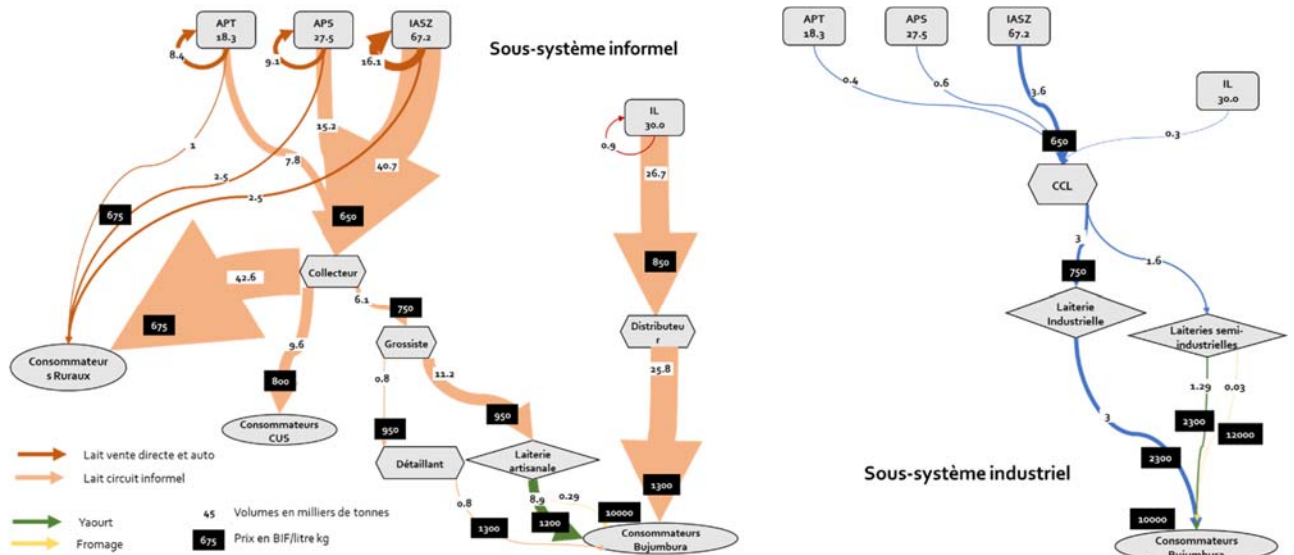 APT
18.3
APS
27.5
IASZ
67.2
8.4
9.1
16.1
Sous-système informel
IL
30.0
0.9
15.2
1
7.8
40.7
2.5
2.5
26.7
675
650
42.6
Collecteur
6.1
750
850
675
9.6
Grossiste
Distributeu
r
Consommateur
s Ruraux
0.8
11.2
25.8
800
Consommateurs
CUS
950
950
Détaillant
Laiterie
artisanale
0.8
8.9
0.29
1300
1200
10000
1300
Consommateurs
Bujumbura
Lait vente directe et auto
Lait circuit informel
Yaourt
Fromage
45 Volumes en milliers de tonnes
675 Prix en BIF/litre kg
APT
18.3
APS
27.5
IASZ
67.2
IL
30.0
0.4
0.6
3.6
0.3
650
CCL
3
1.6
750
Laiterie
Industrielle
Laiteries semi-
industrielles
1.29
0.03
3
2300
12000
2300
Sous-système industriel
10000
Consommateurs
Bujumbura